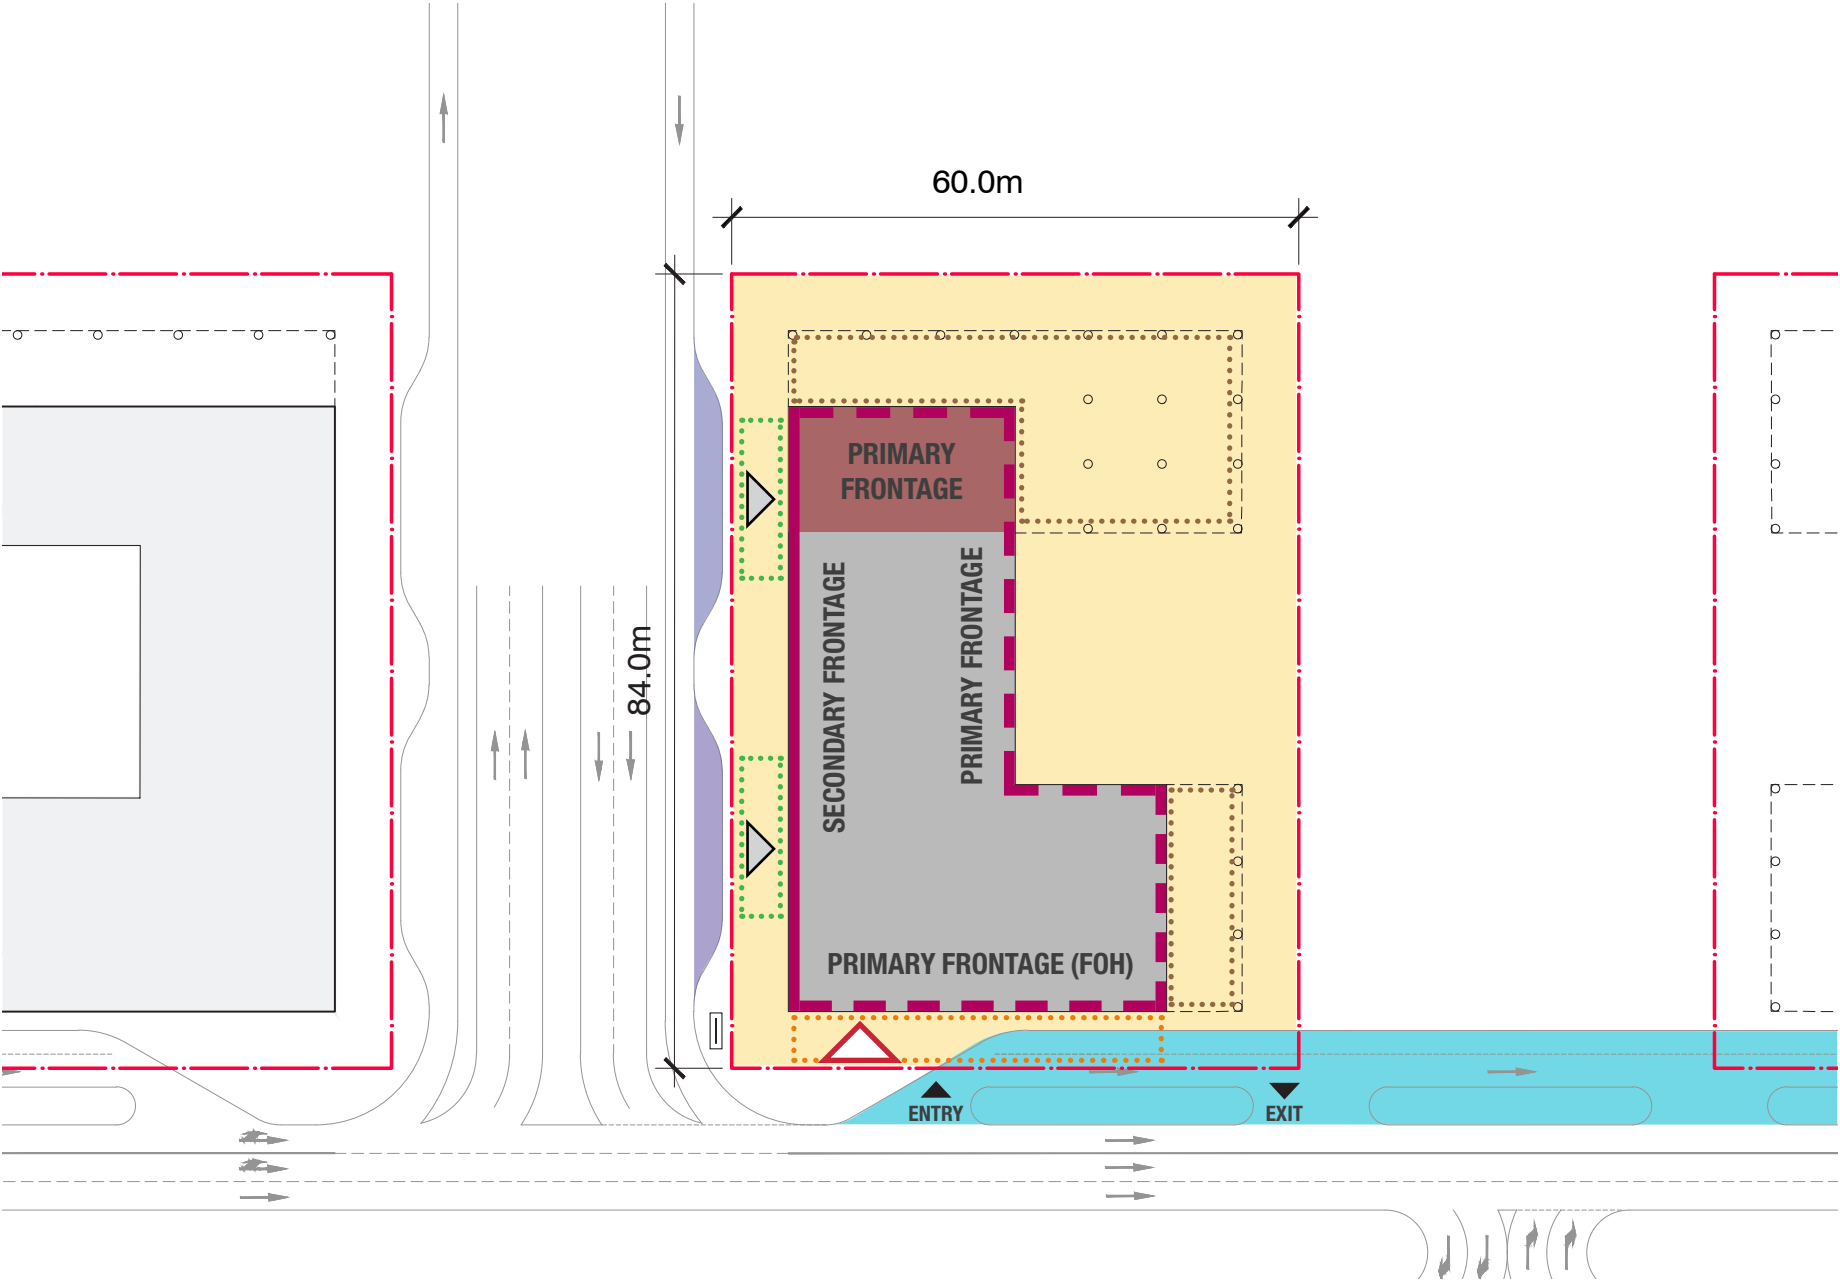 60.0m
84.0m
PRIMARY
FRONTAGE
SECONDARY FRONTAGE
PRIMARY FRONTAGE
PRIMARY FRONTAGE (FOH)
ENTRY
EXIT